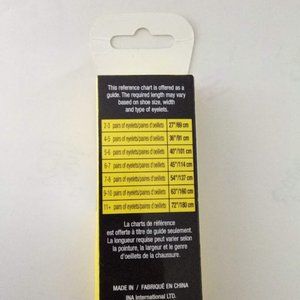 This reference chart is offered as a
guide. The required length may vary
based on shoe size, width
and type of eyelets.
2-3 pairs of eyelets/paires d'oeillets 27"/69 cm
4-5 pairs of eyelets/paires d'oeillets 36"/91 cm
5-6 pairs of eyelets/paires d'oeillets 40"/101 cm
6-7 pairs of eyelets/paires d'oeillets 45"/114 cm
7-8 pairs of eyelets/paires d'oeillets 54"/137 cm
9-10 pairs of eyelets/paires d'oeillets 63"/160 cm
11+ pairs of eyelets/paires d'oeillets 72"/180 cm
La charts de référence
est offerte à titre de guide seulement.
La longueur requise peut varier selon
la pointure, la largeur et le genre
d'oeillets de la chaussure.
MADE IN / FABRIQUÉ EN CHINA
INA International LTD.